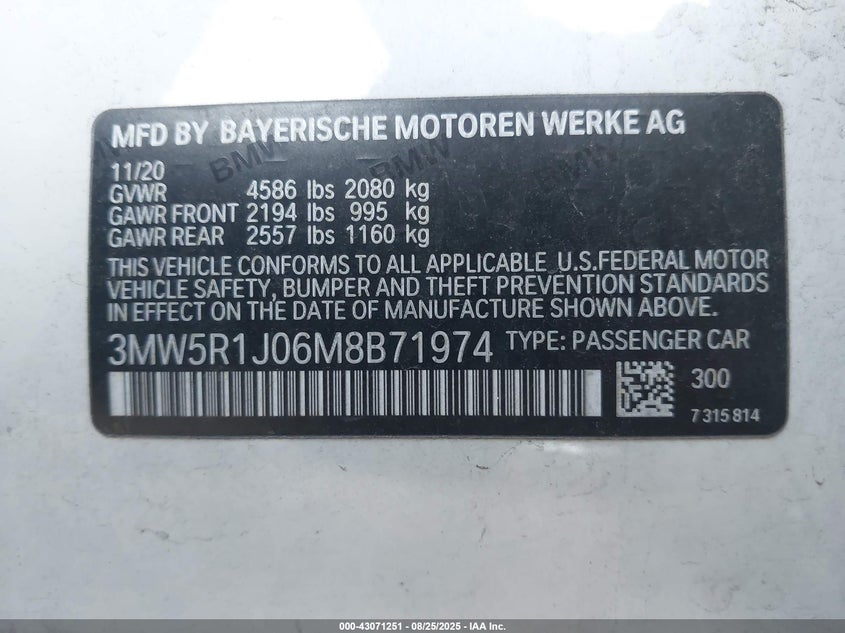 MFD BY BAYERISCHE MOTOREN WERKE AG
BMW BMW BMW
11/20
GVWR 4586 lbs 2080 kg
GAWR FRONT 2194 lbs 995 kg
GAWR REAR 2557 lbs 1160 kg
THIS VEHICLE CONFORMS TO ALL APPLICABLE U.S.FEDERAL MOTOR
VEHICLE SAFETY, BUMPER AND THEFT PREVENTION STANDARDS
IN EFFECT ON THE DATE OF MANUFACTURE SHOWN ABOVE.
3MW5R1J06M8B71974 TYPE: PASSENGER CAR
300
7 315 814
000-43071251 - 08/25/2025 - IAA Inc.